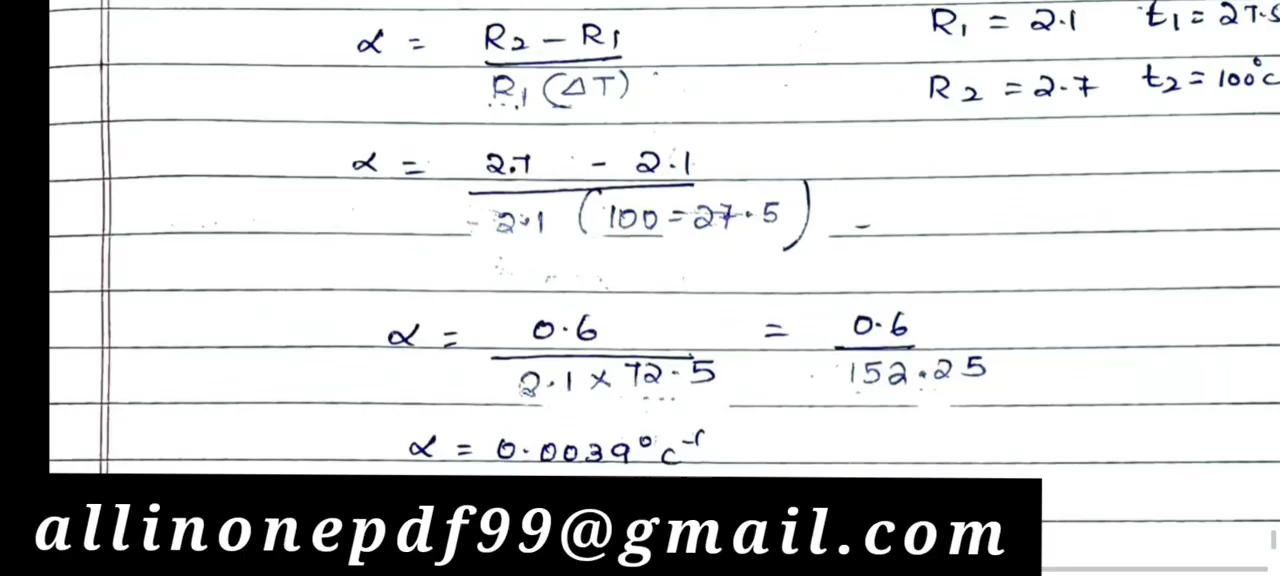 α = R2 - R1 / R1 (ΔT)
R1 = 2.1 t1 = 27.5
R2 = 2.7 t2 = 100°C
α = 2.7 - 2.1 / 2.1 (100 = 27.5)
α = 0.6 / 2.1 × 72.5 = 0.6 / 152.25
α = 0.0039°C⁻¹
allinonepdf99@gmail.com